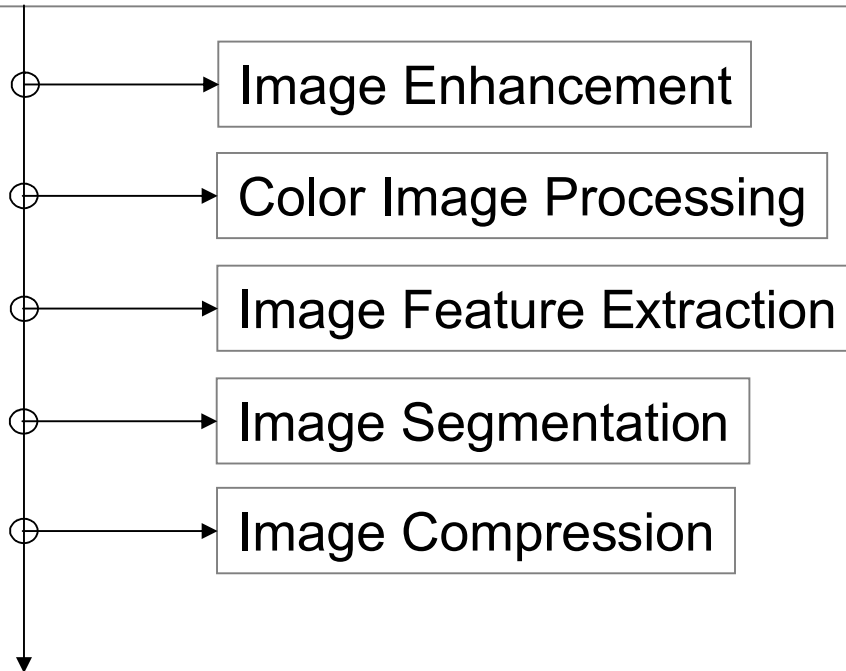 Image Enhancement
Color Image Processing
Image Feature Extraction
Image Segmentation
Image Compression